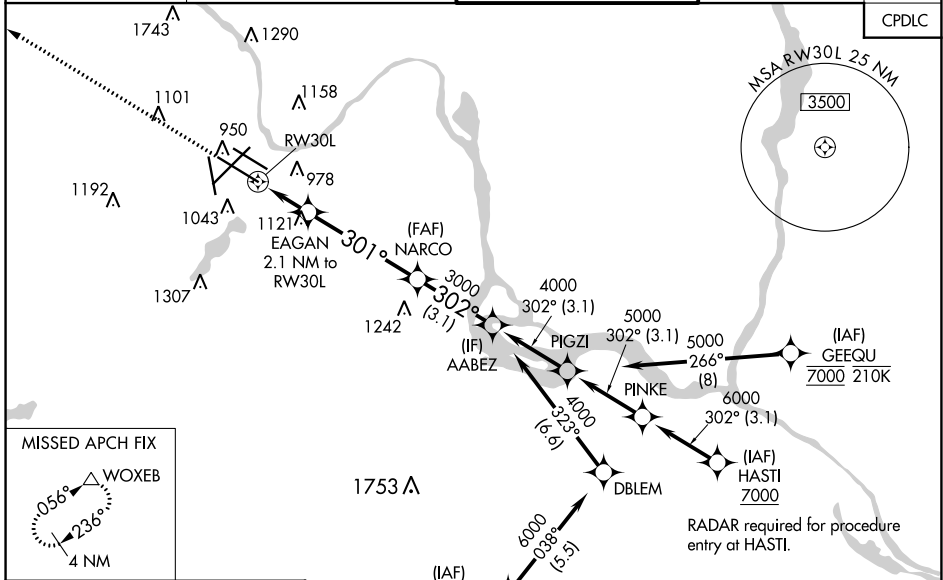 CPDLC
1743
1290
MSA RW30L 25 NM
3500
1101
1158
950
RW30L
978
1192
1043
1121
EAGAN
2.1 NM to
RW30L
301°
(FAF)
NARCO
3000
302°
(3.1)
1307
1242
4000
302° (3.1)
(IF)
AABEZ
PIGZI
5000
302° (3.1)
5000
266°
(8)
(IAF)
GEEQU
7000 210K
PINKE
6000
302° (3.1)
4000
323°
(6.6)
(IAF)
HASTI
7000
DBLEM
RADAR required for procedure
entry at HASTI.
1753
MISSED APCH FIX
WOXEB
056°
236°
4 NM
6000
038°
(5.5)
(IAF)